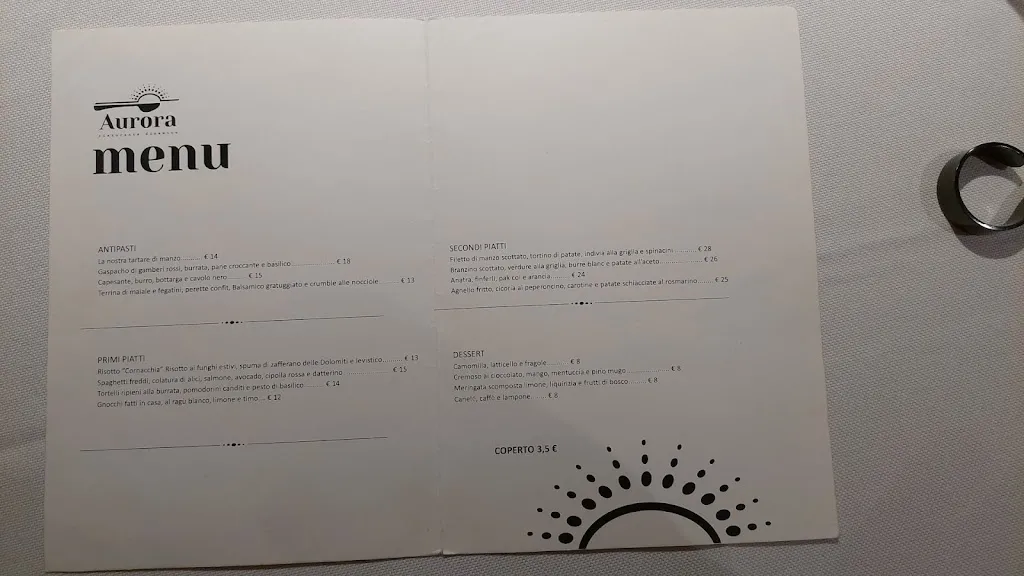 Aurora
menu
ANTIPASTI
La nostra tartare di manzo......... € 14
Gaspacho di gamberi rossi, burrata, pane croccante e basilico.............................. € 18
Capesante, burro, bottarga e cavolo nero......... € 15
Terrina di maiale e fegatini, perette confit, Balsamico grattugiato e crumble alle nocciole......... € 13
PRIMI PIATTI
Risotto "Cornacchia" Risotto ai funghi estivi, spuma di zafferano delle Dolomiti e levistico.......... € 13
Spaghetti freddi, colatura di alici, salmone, avocado, cipolla rossa e datterino ........................ € 15
Tortelli ripieni alla burrata, pomodorini canditi e pesto di basilico.......... € 14
Gnocchi fatti in casa, al ragù bianco, limone e timo... € 12
SECONDI PIATTI
Filetto di manzo scottato, tortino di patate, indivia alla griglia e spinacini........... € 28
Branzino scottato, verdure alla griglia, burre blanc e patate all'aceto..................... € 26
Anatra, finferli, pak coi e arancia......... € 24
Agnello fritto, cicoria al peperoncino, carotine e patate schiacciate al rosmarino........ € 25
DESSERT
Camomilla, latticello e fragole.......... € 8
Cremoso al cioccolato, mango, mentuccia e pino mugo...................... € 8
Meringata scomposta limone, liquirizia e frutti di bosco........ € 8
Canelè, caffè e lampone....... € 8
COPERTO 3,5 €